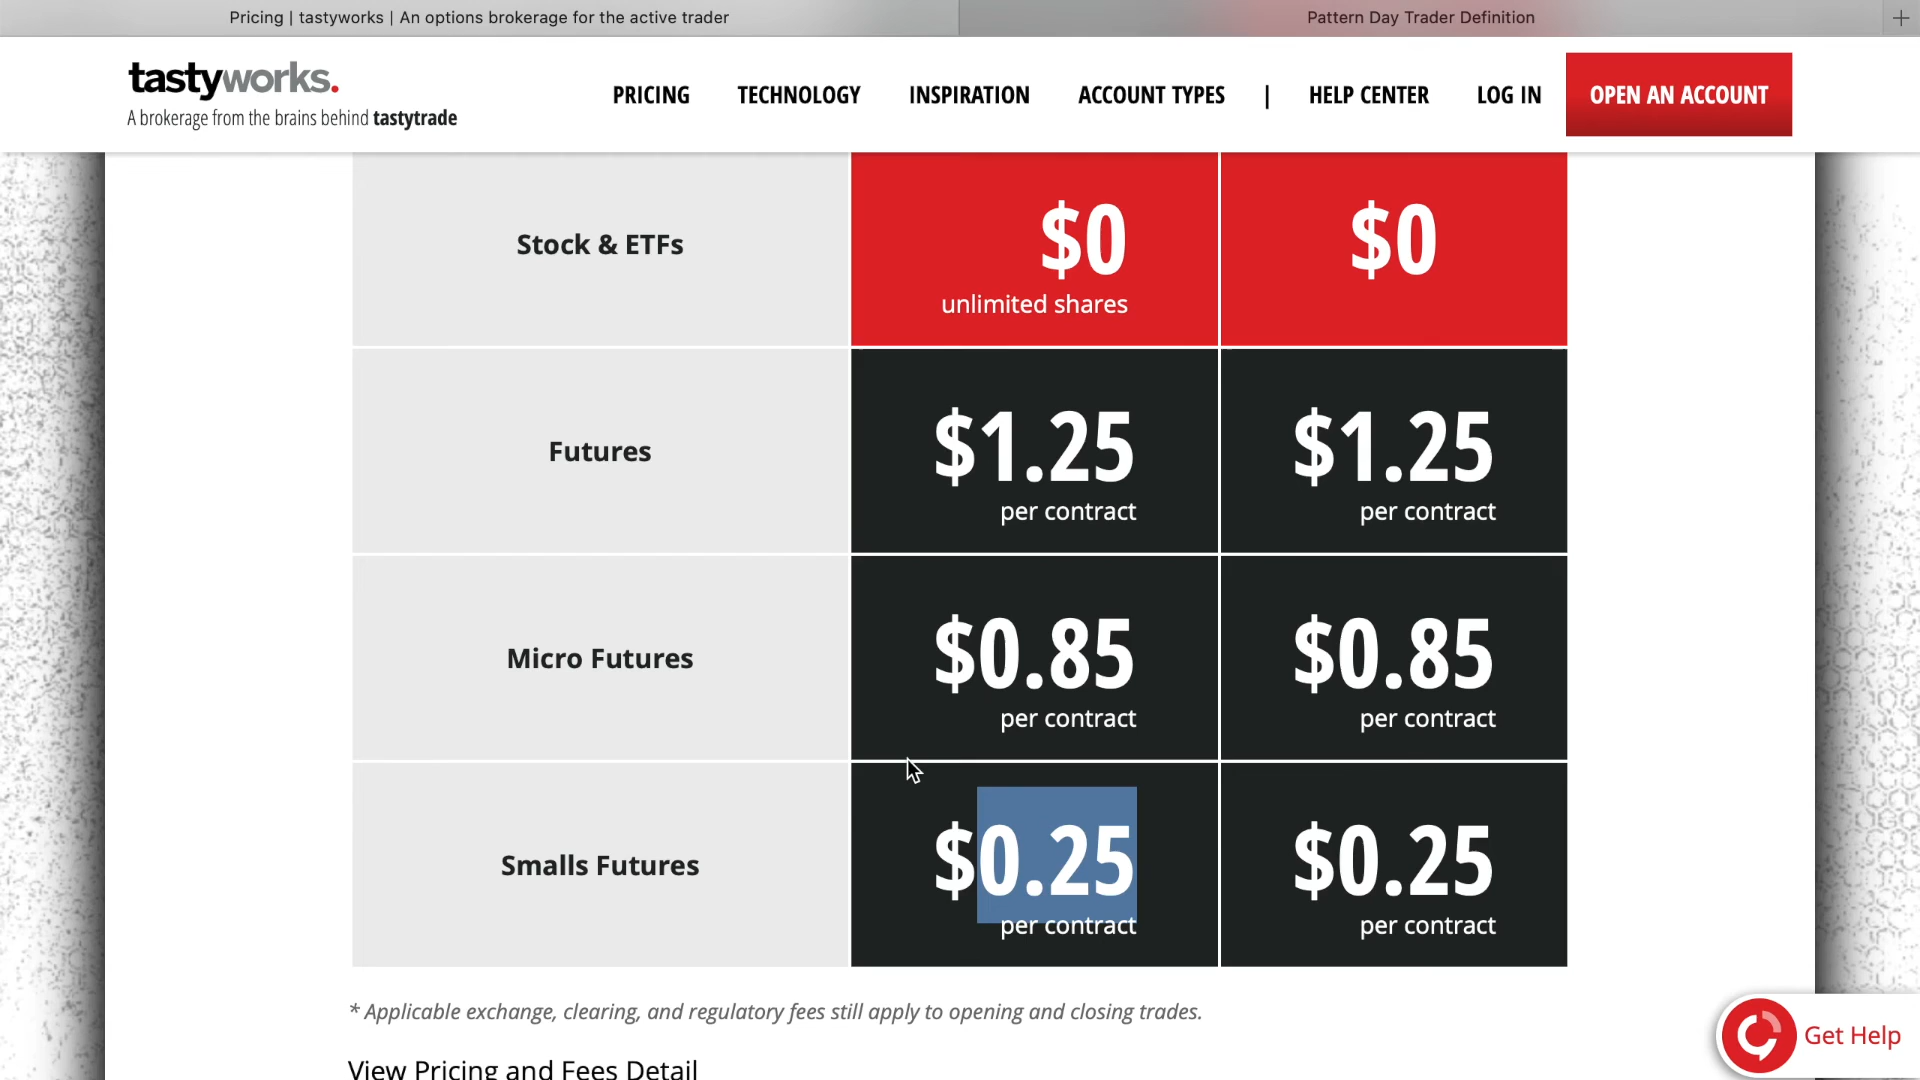 Pricing | tastyworks | An options brokerage for the active trader
Pattern Day Trader Definition
tastyworks.
A brokerage from the brains behind tastytrade
PRICING
TECHNOLOGY
INSPIRATION
ACCOUNT TYPES
|
HELP CENTER
LOG IN
OPEN AN ACCOUNT
Stock & ETFs
$0
unlimited shares
$0
Futures
$1.25
per contract
$1.25
per contract
Micro Futures
$0.85
per contract
$0.85
per contract
Smalls Futures
$0.25
per contract
$0.25
per contract
* Applicable exchange, clearing, and regulatory fees still apply to opening and closing trades.
View Pricing and Fees Detail
Get Help